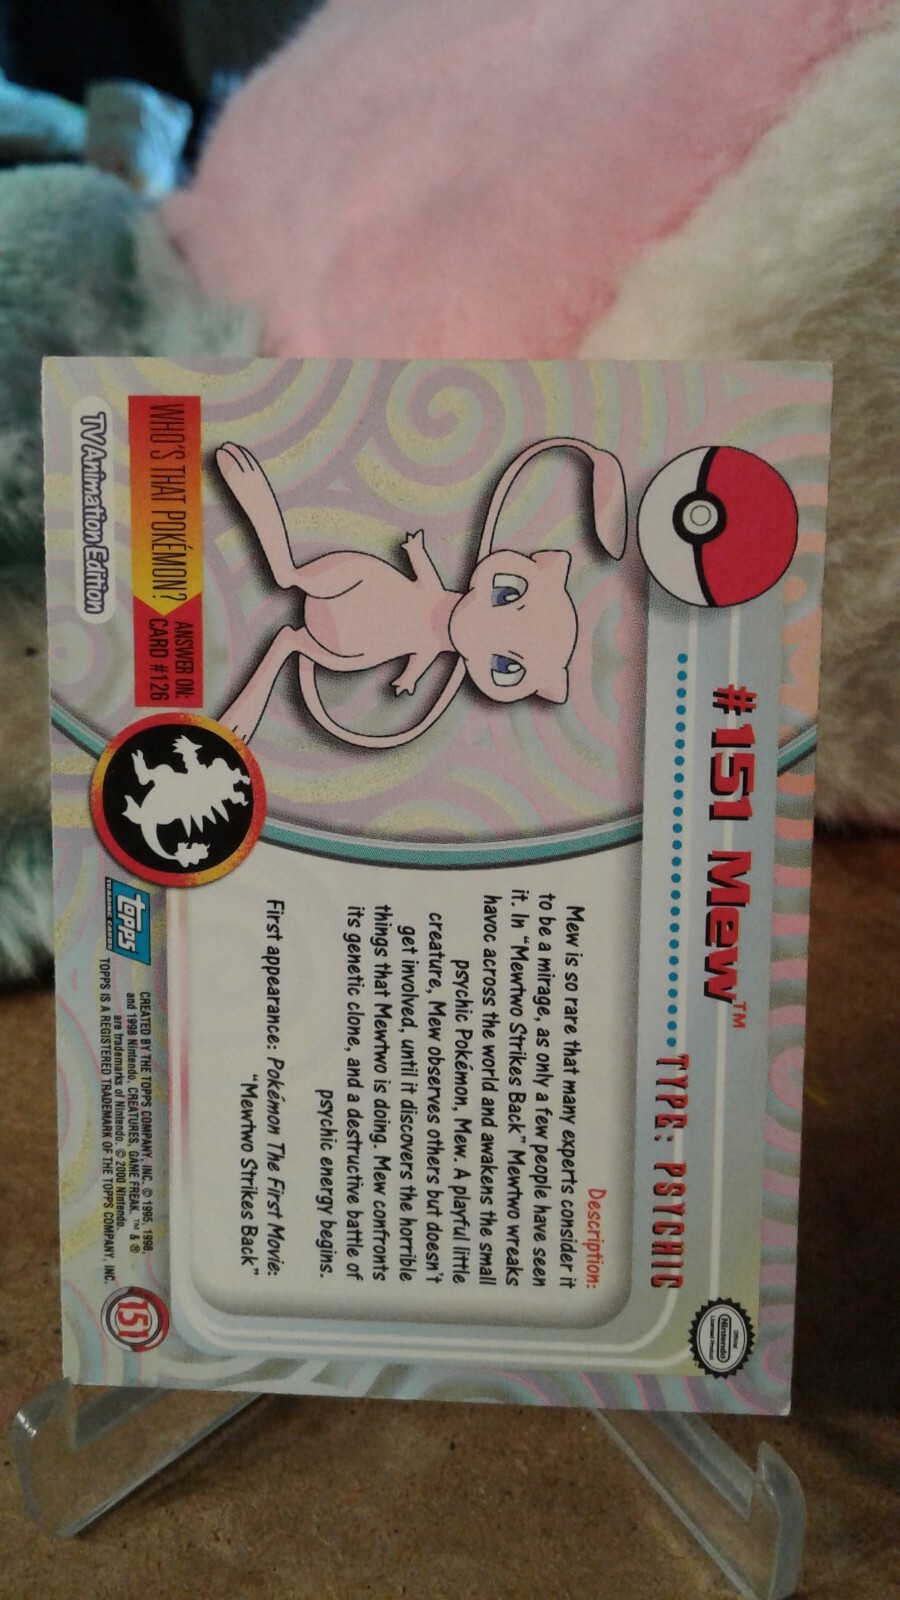 #151 Mew™
TYPE: PSYCHIC
Official
Nintendo
Licensed Product
Description:
Mew is so rare that many experts consider it
to be a mirage, as only a few people have seen
it. In “Mewtwo Strikes Back” Mewtwo wreaks
havoc across the world and awakens the small
psychic Pokémon, Mew. A playful little
creature, Mew observes others but doesn't
get involved, until it discovers the horrible
things that Mewtwo is doing. Mew confronts
its genetic clone, and a destructive battle of
psychic energy begins.
First appearance: Pokémon The First Movie:
“Mewtwo Strikes Back”
WHO'S THAT POKÉMON?
ANSWER ON:
CARD #126
TV Animation Edition
topps
TRADING CARDS
CREATED BY THE TOPPS COMPANY, INC. © 1995, 1996,
and 1998 Nintendo, CREATURES, GAME FREAK. ™ & ®
are trademarks of Nintendo. © 2000 Nintendo.
TOPPS IS A REGISTERED TRADEMARK OF THE TOPPS COMPANY, INC.
151